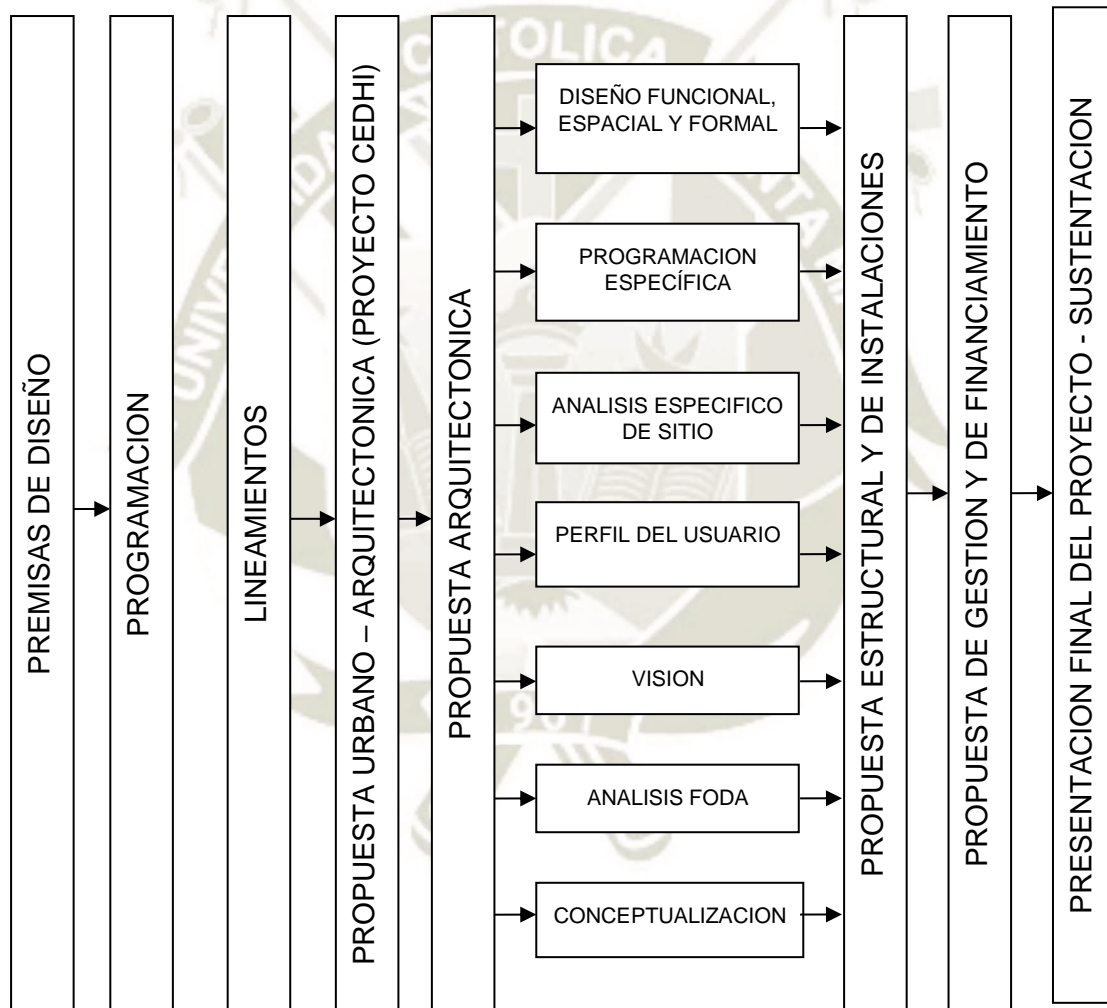 PREMISAS DE DISEÑO
PROGRAMACION
LINEAMIENTOS
PROPUESTA URBANO – ARQUITECTONICA (PROYECTO CEDHI)
PROPUESTA ARQUITECTONICA
DISEÑO FUNCIONAL,
ESPACIAL Y FORMAL
PROGRAMACION
ESPECÍFICA
ANALISIS ESPECIFICO
DE SITIO
PERFIL DEL USUARIO
VISION
ANALISIS FODA
CONCEPTUALIZACION
PROPUESTA ESTRUCTURAL Y DE INSTALACIONES
PROPUESTA DE GESTION Y DE FINANCIAMIENTO
PRESENTACION FINAL DEL PROYECTO - SUSTENTACION